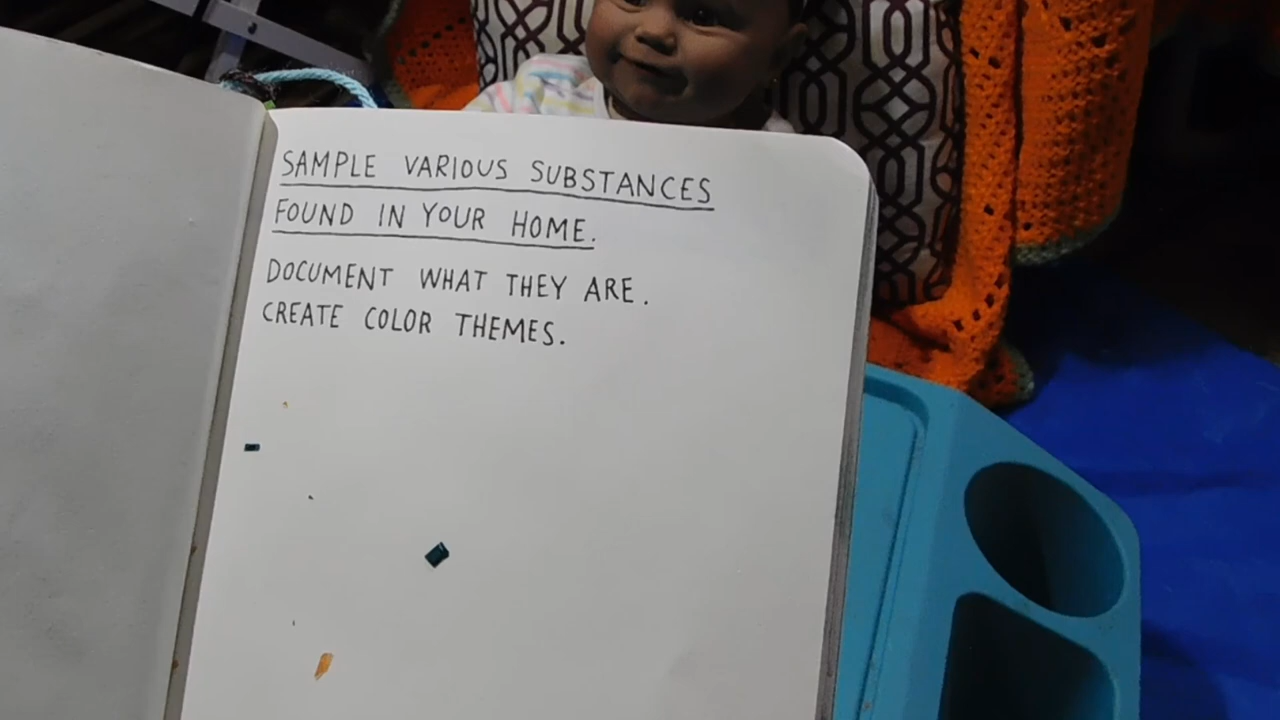 SAMPLE VARIOUS SUBSTANCES
FOUND IN YOUR HOME.
DOCUMENT WHAT THEY ARE.
CREATE COLOR THEMES.